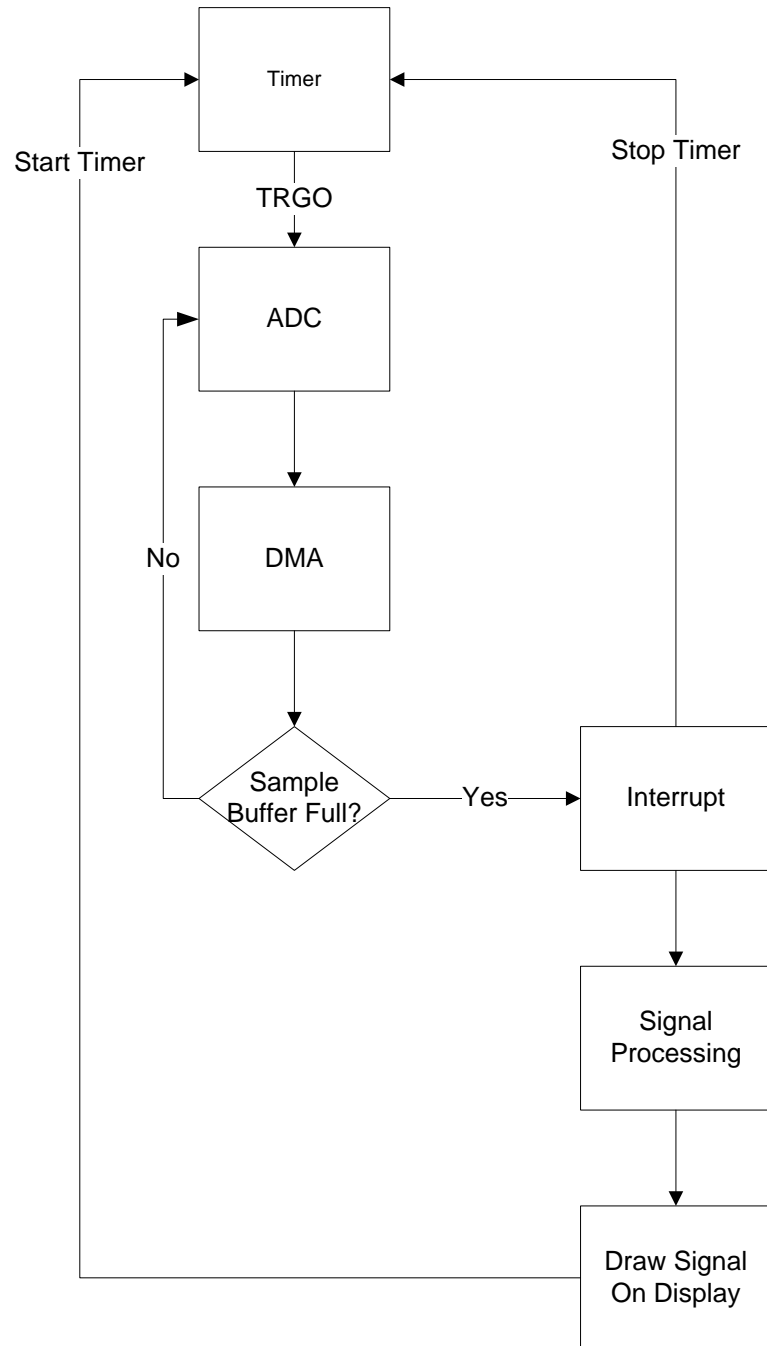 Timer
Start Timer
Stop Timer
TRGO
ADC
DMA
No
Sample
Buffer Full?
Yes
Interrupt
Signal
Processing
Draw Signal
On Display